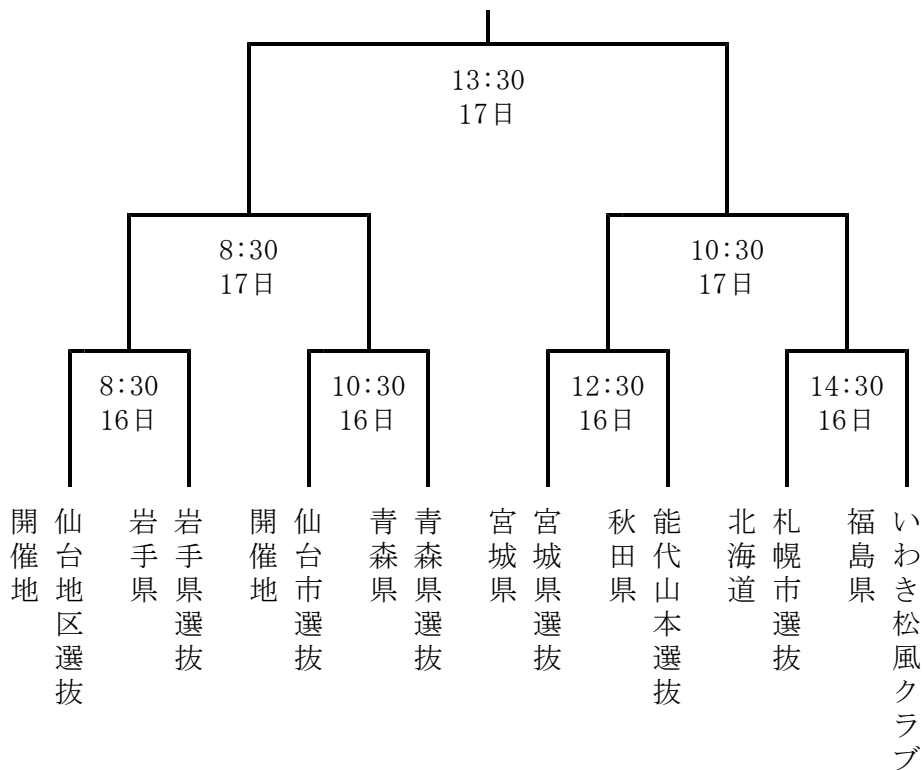 13:30
17日
8:30
17日
10:30
17日
8:30
16日
10:30
16日
12:30
16日
14:30
16日
開催地
仙台地区選抜
岩手県
岩手県選抜
開催地
仙台市選抜
青森県
青森県選抜
宮城県
宮城県選抜
秋田県
能代山本選抜
北海道
札幌市選抜
福島県
いわき松風クラブ